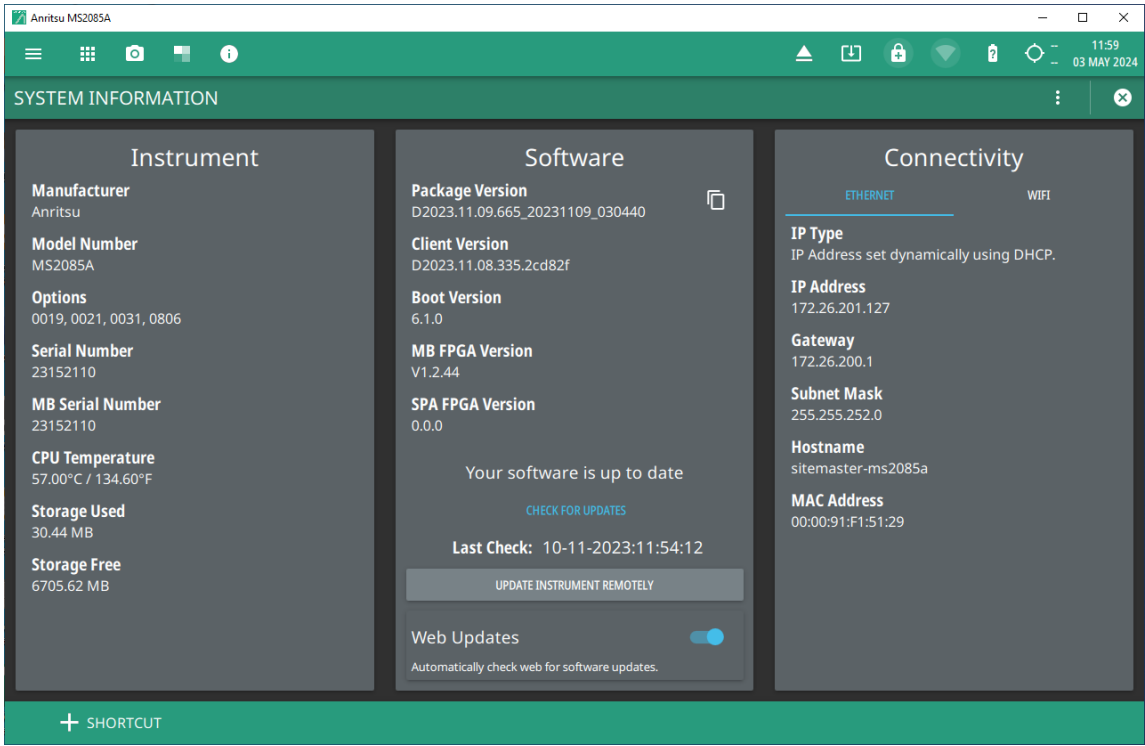 Anritsu MS2085A
11:59
03 MAY 2024
SYSTEM INFORMATION
Instrument
Manufacturer
Anritsu
Model Number
MS2085A
Options
0019, 0021, 0031, 0806
Serial Number
23152110
MB Serial Number
23152110
CPU Temperature
57.00°C / 134.60°F
Storage Used
30.44 MB
Storage Free
6705.62 MB
Software
Package Version
D2023.11.09.665_20231109_030440
Client Version
D2023.11.08.335.2cd82f
Boot Version
6.1.0
MB FPGA Version
V1.2.44
SPA FPGA Version
0.0.0
Your software is up to date
CHECK FOR UPDATES
Last Check: 10-11-2023:11:54:12
UPDATE INSTRUMENT REMOTELY
Web Updates
Automatically check web for software updates.
Connectivity
ETHERNET WIFI
IP Type
IP Address set dynamically using DHCP.
IP Address
172.26.201.127
Gateway
172.26.200.1
Subnet Mask
255.255.252.0
Hostname
sitemaster-ms2085a
MAC Address
00:00:91:F1:51:29
SHORTCUT